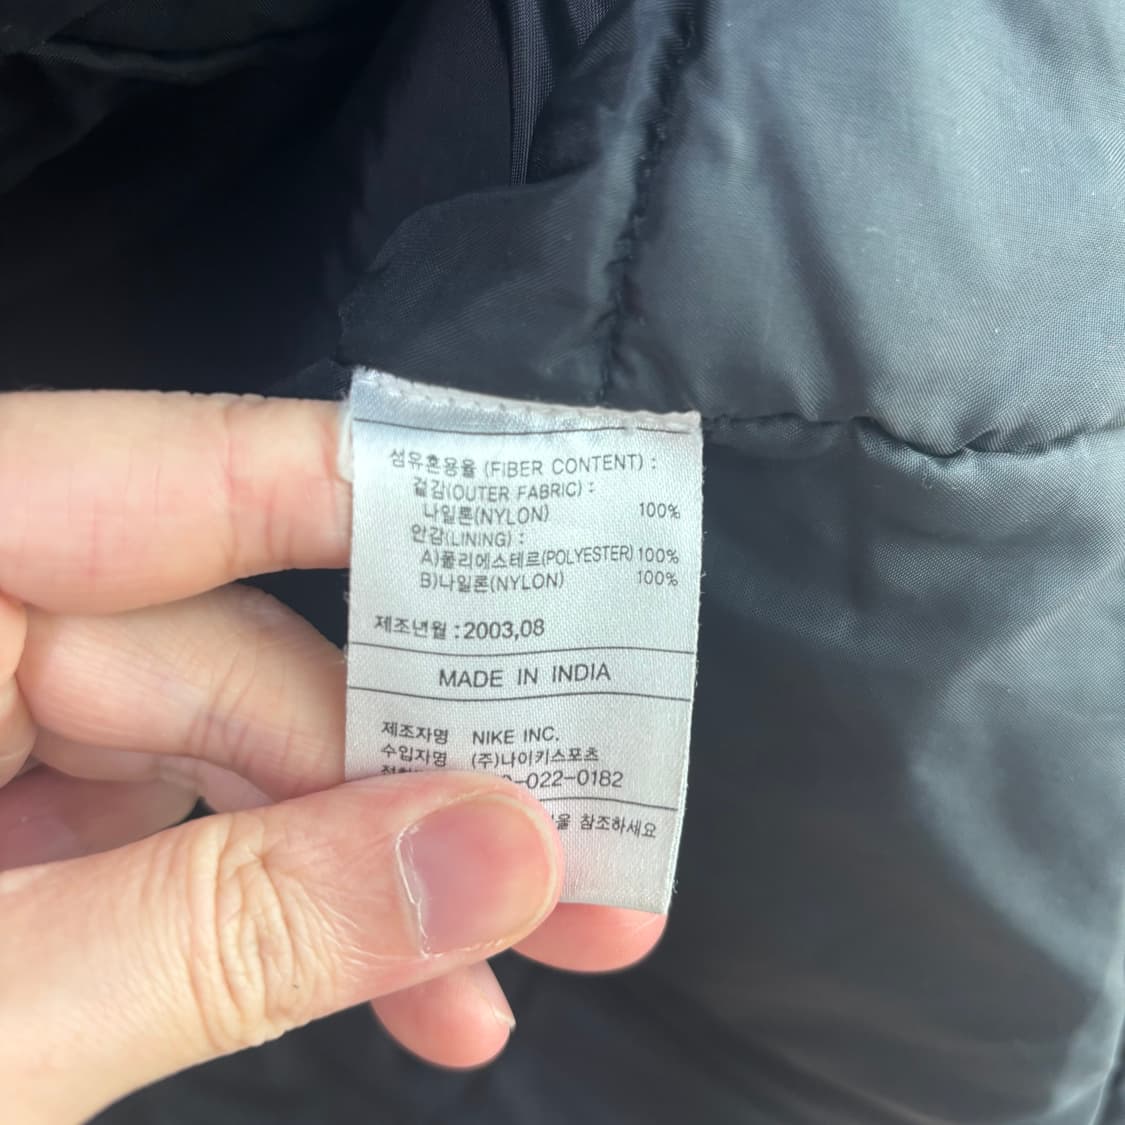 섬유혼용율 (FIBER CONTENT) :
겉감(OUTER FABRIC) :
나일론(NYLON) 100%
안감(LINING) :
A)폴리에스테르(POLYESTER) 100%
B)나일론(NYLON) 100%
제조년월 : 2003,08
MADE IN INDIA
제조자명 NIKE INC.
수입자명 (주)나이키스포츠
-022-0182
참조하세요